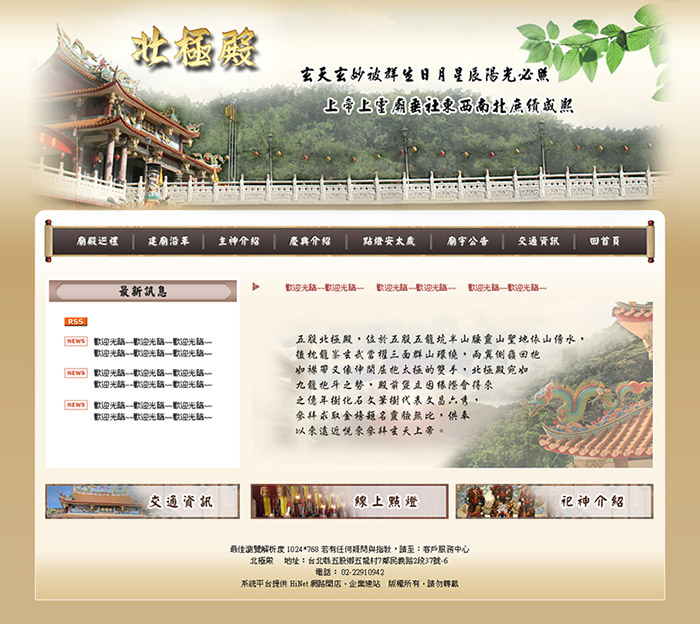 北極殿
玄天玄妙被群生日月星辰陽光必照
上帝上靈廟垂社東西南北庶績咸熙
廟殿巡禮 建廟沿革 主神介紹 慶典介紹 點燈安太歲 廟宇公告 交通資訊 回首頁
最新訊息
歡迎光臨~~歡迎光臨~~ 歡迎光臨~~歡迎光臨~~ 歡迎光臨~~歡迎光臨~~
RSS
NEWS 歡迎光臨~~歡迎光臨~~歡迎光臨~~
歡迎光臨~~歡迎光臨~~歡迎光臨~~
NEWS 歡迎光臨~~歡迎光臨~~歡迎光臨~~
歡迎光臨~~歡迎光臨~~歡迎光臨~~
NEWS 歡迎光臨~~歡迎光臨~~歡迎光臨~~
歡迎光臨~~歡迎光臨~~歡迎光臨~~
五股北極殿，位於五股五龍坑半山腰靈山聖地依山傍水，
後枕龍峯玄武當櫂三面群山環繞，兩翼側嶺回抱
如綿帶又像伸開屈抱太極的雙手，北極殿宛如
九龍抱斗之勢，殿前豎立因緣際會得來
之億年樹化石文筆樹代表文昌六秀，
參拜求取金榜題名靈驗無比，供奉
以來遠近悅來參拜玄天上帝。
交通資訊
線上點燈
祀神介紹
最佳瀏覽解析度 1024*768 若有任何疑問與指教，請至：客戶服務中心
北極殿 地址：台北縣五股鄉五龍村7鄰民義路2段37號-6
電話： 02-22910942
系統平台提供 HiNet 網路開店‧企業建站 版權所有‧請勿轉載